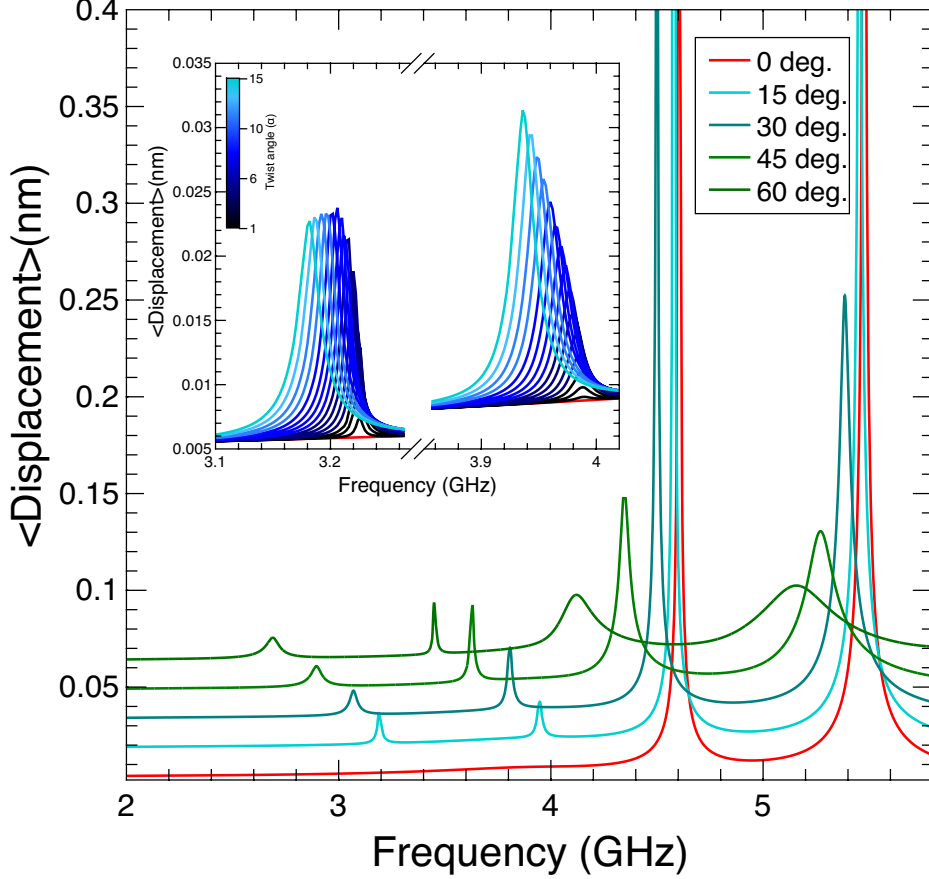 <Displacement>(nm)
0.4
0.35
0.3
0.25
0.2
0.15
0.1
0.05
2
3
4
5
Frequency (GHz)
0 deg.
15 deg.
30 deg.
45 deg.
60 deg.
<Displacement>(nm)
0.035
0.03
0.025
0.02
0.015
0.01
0.005
3.1
3.2
3.9
4
Frequency (GHz)
15
10
6
1
Twist angle (α)